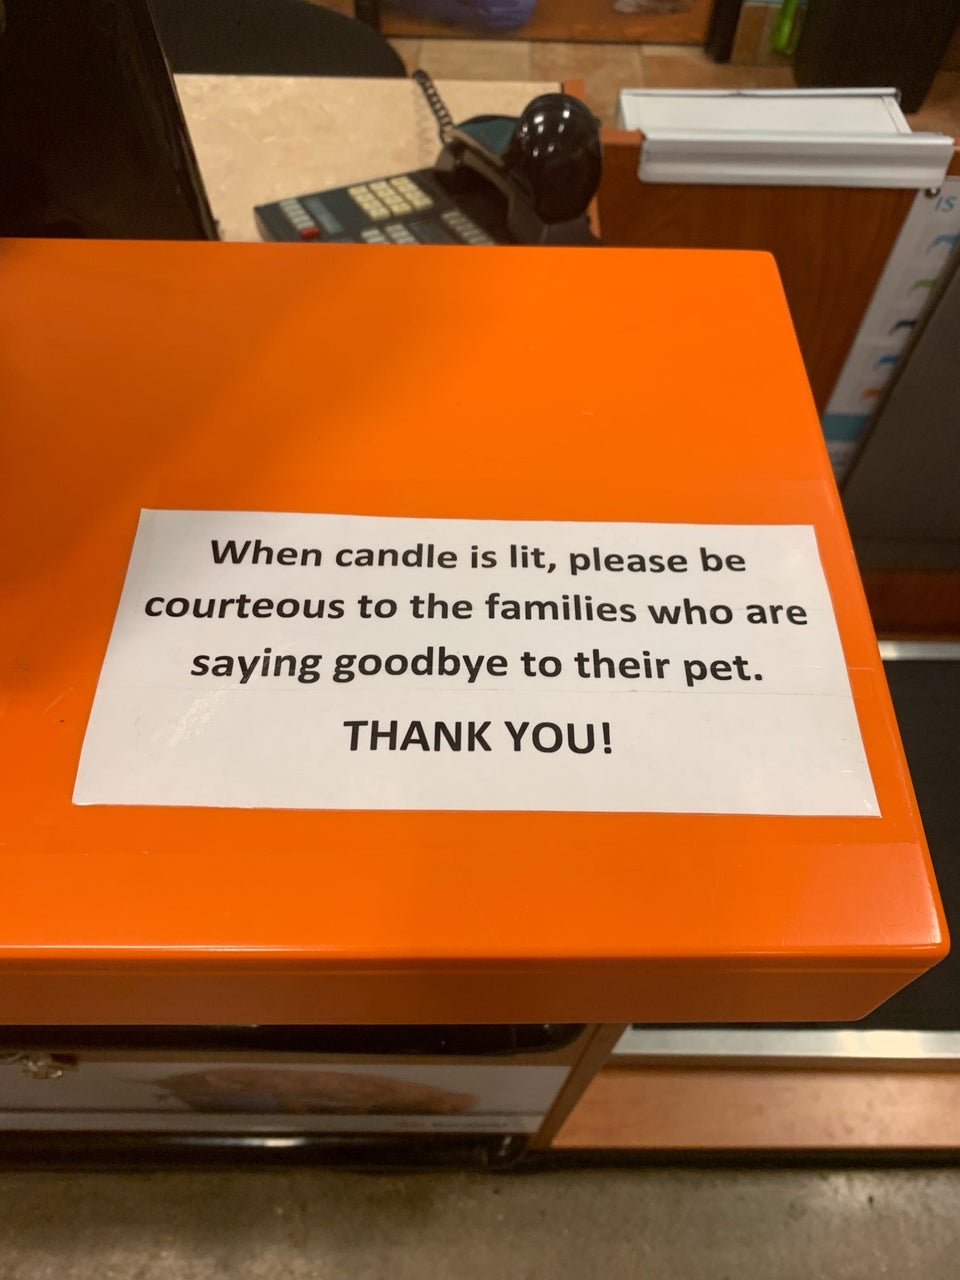 When candle is lit, please be
courteous to the families who are
saying goodbye to their pet.
THANK YOU!
IS